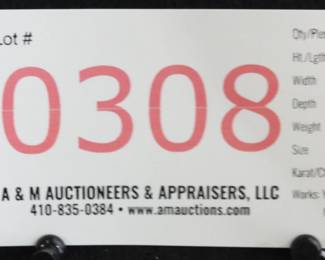 Lot #
0308
A & M AUCTIONEERS & APPRAISERS, LLC
410-835-0384 • www.amauctions.com
Qty/Pie
Ht./Lgth
Width
Depth
Weight
Size
Karat/C
Works: Y